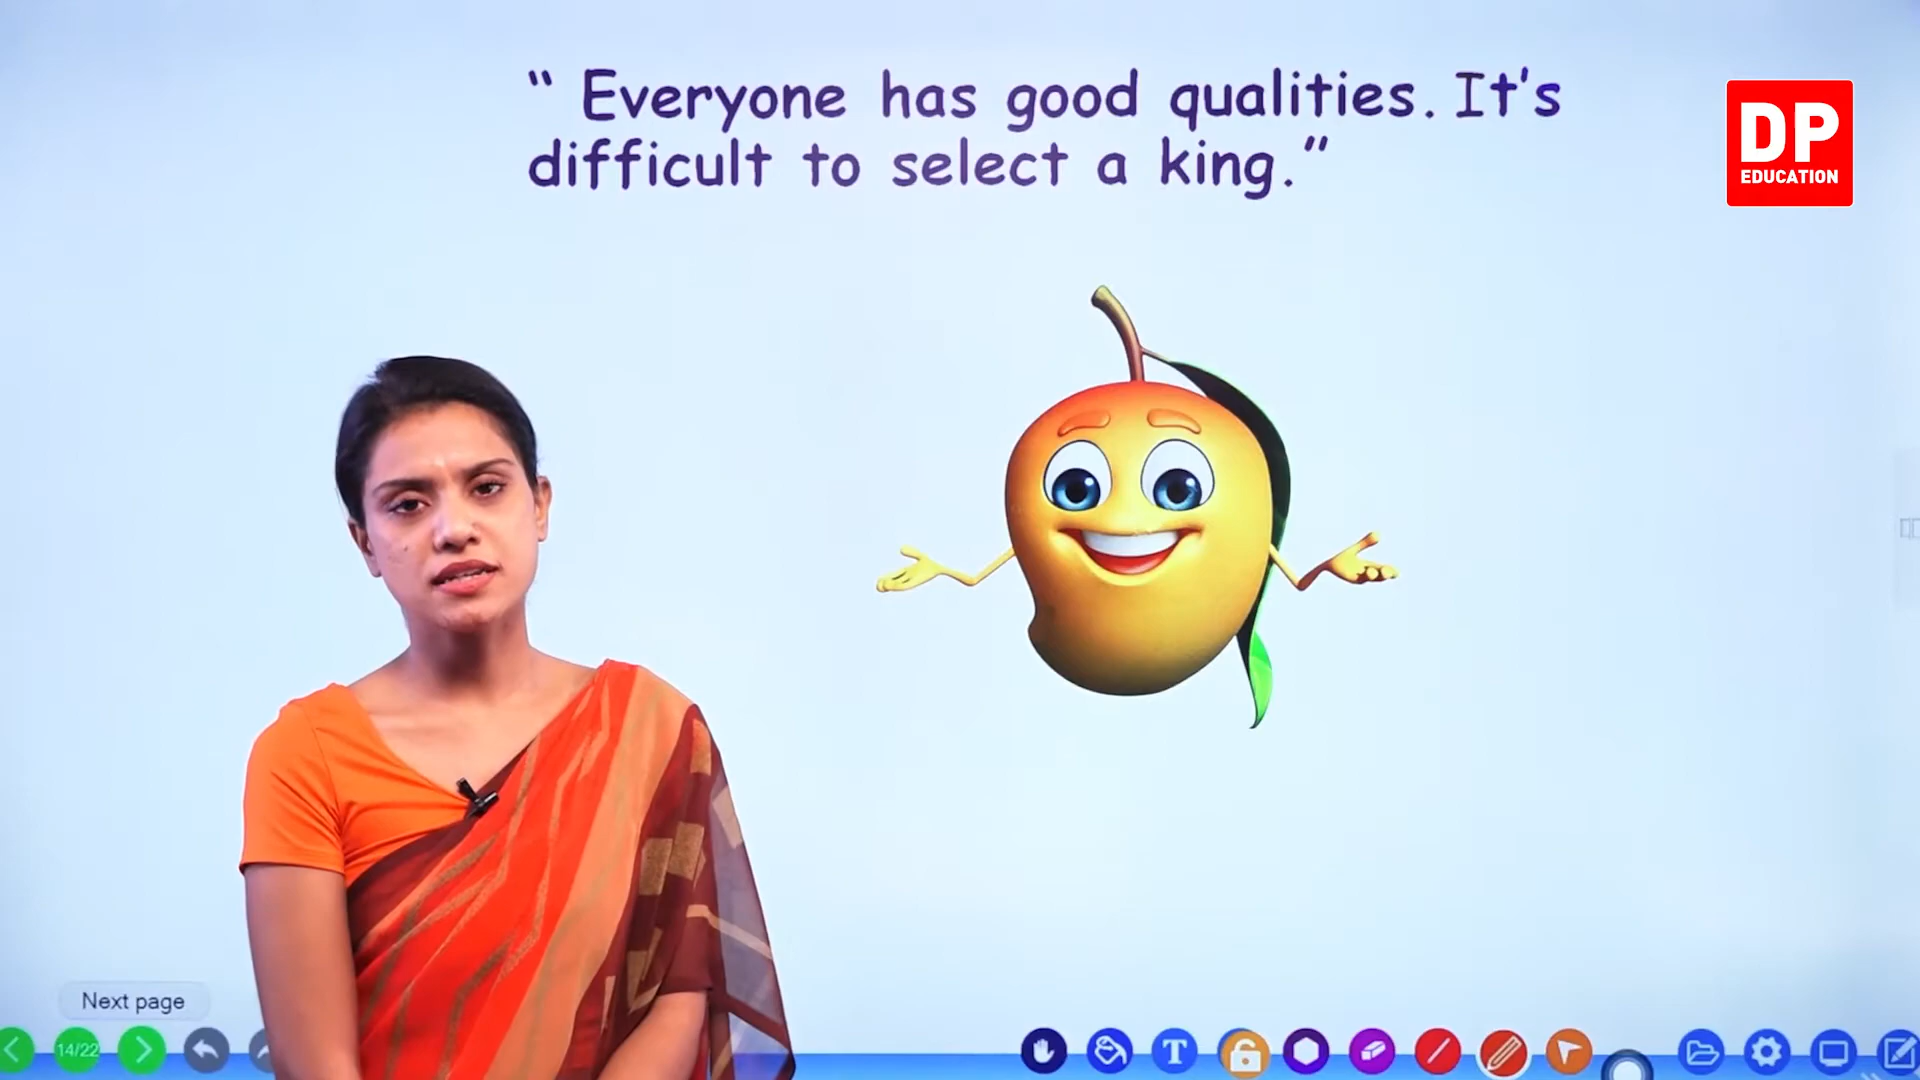 “ Everyone has good qualities. It's
difficult to select a king.”
DP
EDUCATION
Next page
14/22
T